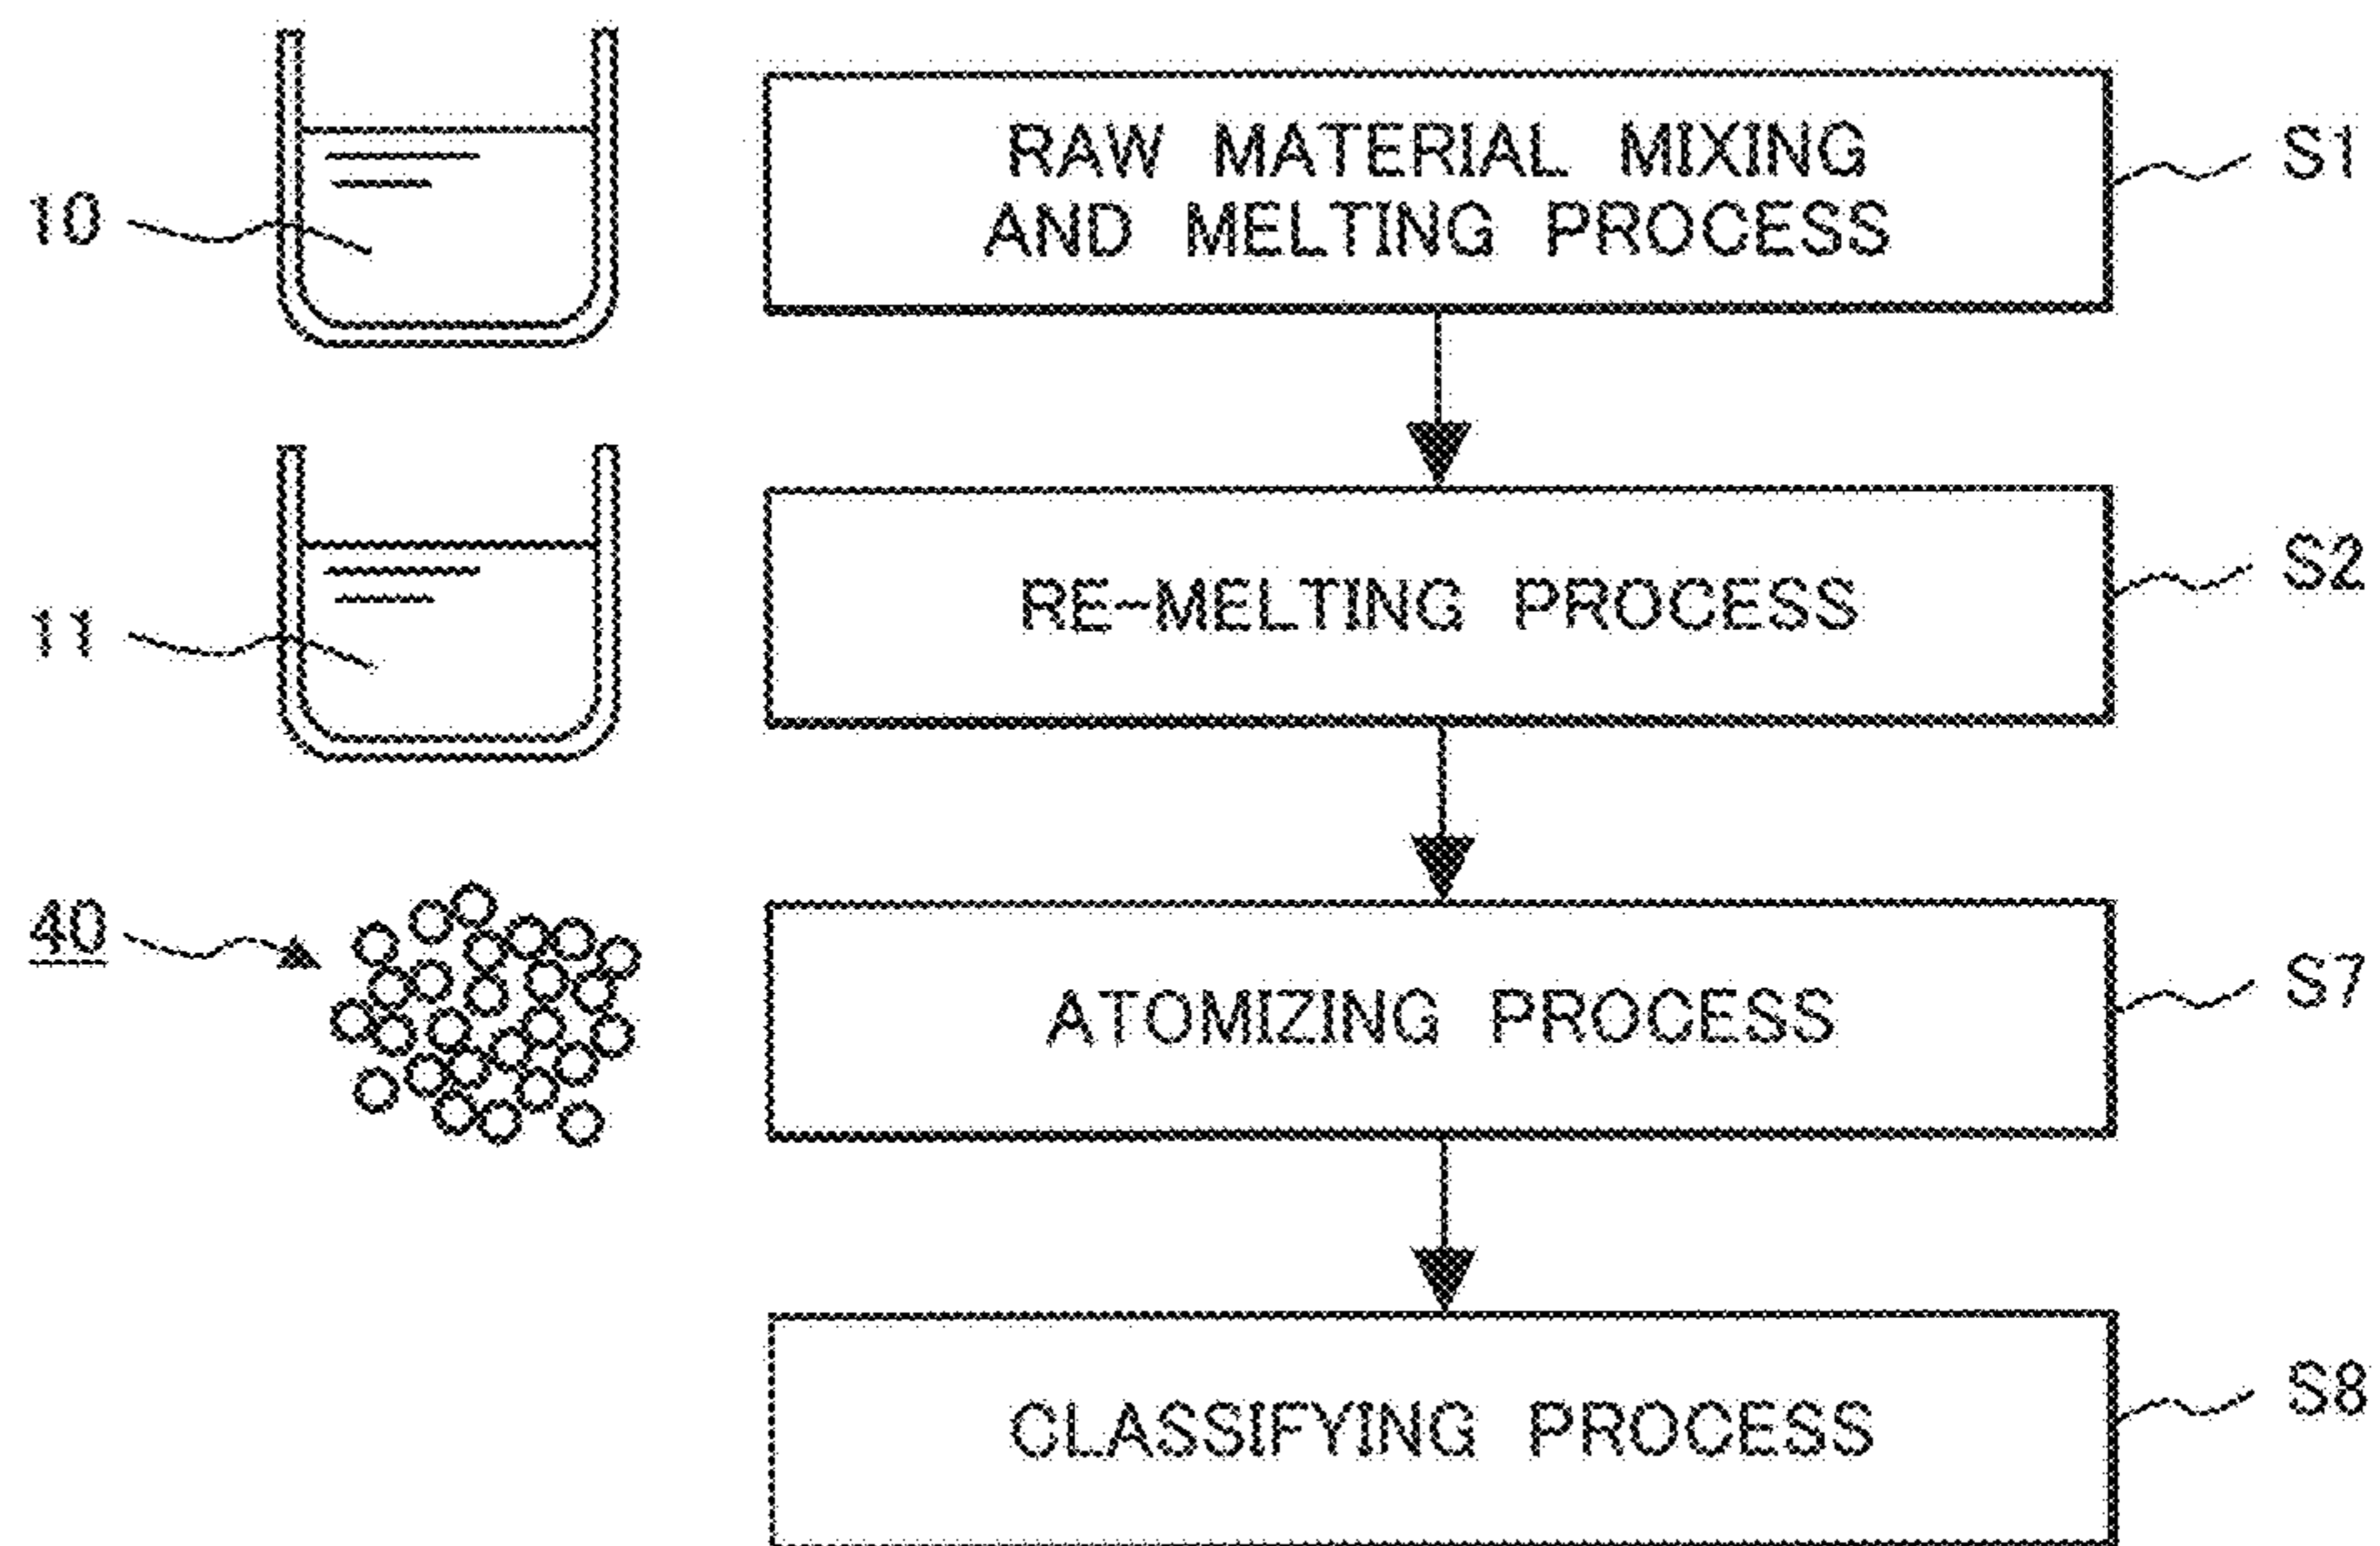 RAW MATERIAL MIXING
AND MELTING PROCESS
S1
10
RE-MELTING PROCESS
S2
11
40
ATOMIZING PROCESS
S7
CLASSIFYING PROCESS
S8